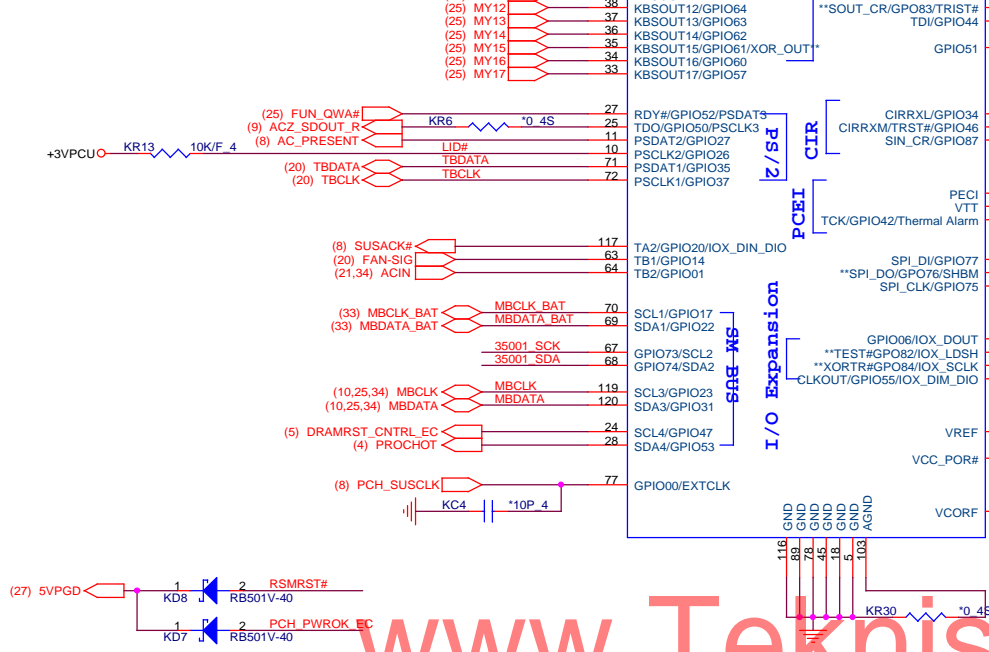 (25) MY12 38 KBSOUT12/GPIO64 **SOUT_CR/GPO83/TRIST#
(25) MY13 37 KBSOUT13/GPIO63 TDI/GPIO44
(25) MY14 36 KBSOUT14/GPIO62
(25) MY15 35 KBSOUT15/GPIO61/XOR_OUT** GPIO51
(25) MY16 34 KBSOUT16/GPIO60
(25) MY17 33 KBSOUT17/GPIO57
(25) FUN_QWA# 27 RDY#/GPIO52/PSDAT3 CIRRXL/GPIO34
(9) ACZ_SDOUT_R KR6 *0_4S 25 TDO/GPIO50/PSCLK3 CIRRXM/TRST#/GPIO46
(8) AC_PRESENT 11 PSDAT2/GPIO27 SIN_CR/GPIO87
+3VPCU KR13 10K/F_4 LID# 10 PSCLK2/GPIO26
(20) TBDATA TBDATA 71 PSDAT1/GPIO35
(20) TBCLK TBCLK 72 PSCLK1/GPIO37
PS/2
CIR
PCEI
PECI
VTT
TCK/GPIO42/Thermal Alarm
(8) SUSACK# 117 TA2/GPIO20/IOX_DIN_DIO
(20) FAN-SIG 63 TB1/GPIO14 SPI_DI/GPIO77
(21,34) ACIN 64 TB2/GPIO01 **SPI_DO/GPO76/SHBM
SPI_CLK/GPIO75
(33) MBCLK_BAT MBCLK_BAT 70 SCL1/GPIO17
(33) MBDATA_BAT MBDATA_BAT 69 SDA1/GPIO22
SM BUS
I/O Expansion
GPIO06/IOX_DOUT
35001_SCK 67 GPIO73/SCL2 **TEST#GPO82/IOX_LDSH
35001_SDA 68 GPIO74/SDA2 **XORTR#GPO84/IOX_SCLK
CLKOUT/GPIO55/IOX_DIM_DIO
(10,25,34) MBCLK MBCLK 119 SCL3/GPIO23
(10,25,34) MBDATA MBDATA 120 SDA3/GPIO31
(5) DRAMRST_CNTRL_EC 24 SCL4/GPIO47 VREF
(4) PROCHOT 28 SDA4/GPIO53
VCC_POR#
(8) PCH_SUSCLK 77 GPIO00/EXTCLK
KC4 *10P_4
VCORF
GND GND GND GND GND GND AGND
116 89 78 45 18 5 103
(27) 5VPGD 1 2 RSMRST#
KD8 RB501V-40
KR30 *0_4S
1 2 PCH_PWROK_EC
KD7 RB501V-40
www.Teknis